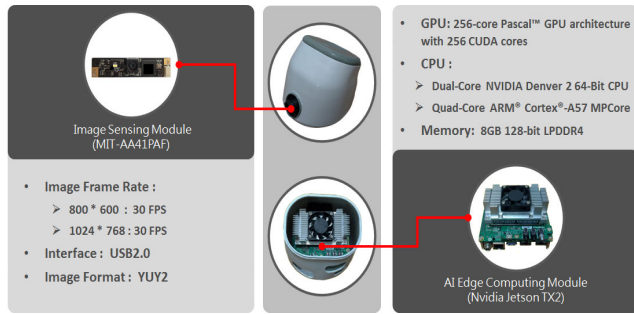 Image Sensing Module
(MIT-AA41PAF)
• Image Frame Rate :
➢ 800 * 600 : 30 FPS
➢ 1024 * 768 : 30 FPS
• Interface : USB2.0
• Image Format : YUY2
• GPU: 256-core Pascal™ GPU architecture
with 256 CUDA cores
• CPU :
➢ Dual-Core NVIDIA Denver 2 64-Bit CPU
➢ Quad-Core ARM® Cortex®-A57 MPCore
• Memory: 8GB 128-bit LPDDR4
AI Edge Computing Module
(Nvidia Jetson TX2)